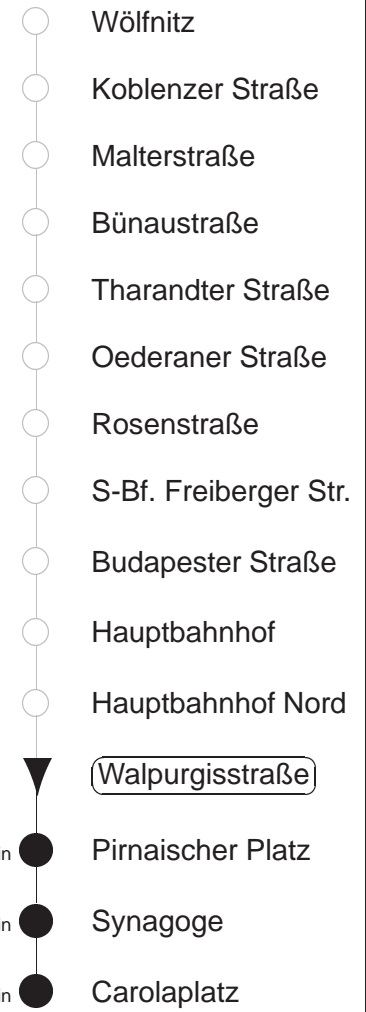 Wölfnitz
Koblenzer Straße
Malterstraße
Bünaustraße
Tharandter Straße
Oederaner Straße
Rosenstraße
S-Bf. Freiberger Str.
Budapester Straße
Hauptbahnhof
Hauptbahnhof Nord
Walpurgisstraße
Pirnaischer Platz
Synagoge
Carolaplatz